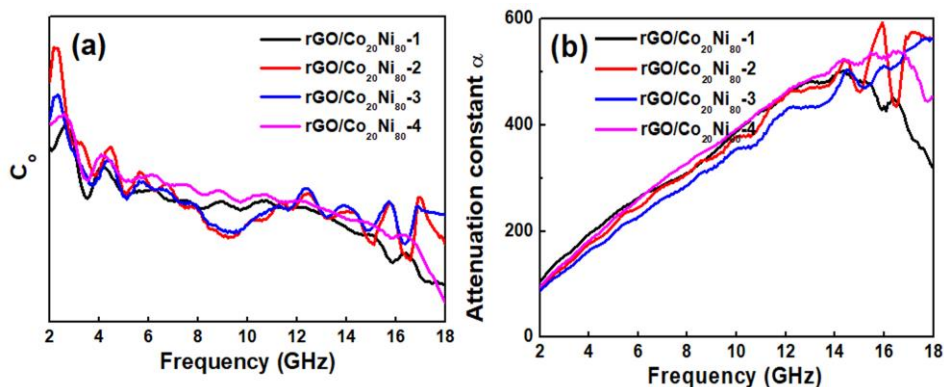 (a)
rGO/Co₂₀Ni₈₀-1
rGO/Co₂₀Ni₈₀-2
rGO/Co₂₀Ni₈₀-3
rGO/Co₂₀Ni₈₀-4
Cₒ
2 4 6 8 10 12 14 16 18
Frequency (GHz)
(b)
rGO/Co₂₀Ni₈₀-1
rGO/Co₂₀Ni₈₀-2
rGO/Co₂₀Ni₈₀-3
rGO/Co₂₀Ni₈₀-4
Attenuation constant α
600
400
200
0
2 4 6 8 10 12 14 16 18
Frequency (GHz)